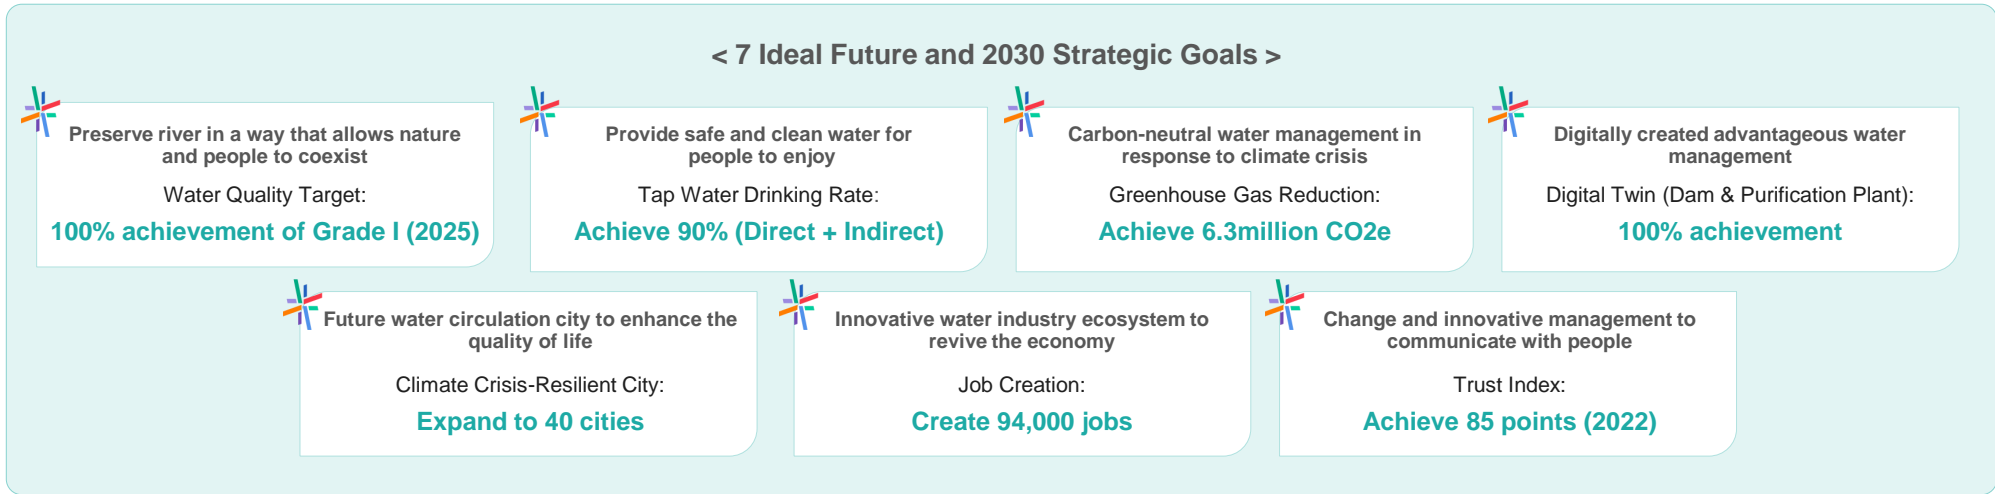 < 7 Ideal Future and 2030 Strategic Goals >
Preserve river in a way that allows nature
and people to coexist
Water Quality Target:
100% achievement of Grade I (2025)
Provide safe and clean water for
people to enjoy
Tap Water Drinking Rate:
Achieve 90% (Direct + Indirect)
Carbon-neutral water management in
response to climate crisis
Greenhouse Gas Reduction:
Achieve 6.3million CO2e
Digitally created advantageous water
management
Digital Twin (Dam & Purification Plant):
100% achievement
Future water circulation city to enhance the
quality of life
Climate Crisis-Resilient City:
Expand to 40 cities
Innovative water industry ecosystem to
revive the economy
Job Creation:
Create 94,000 jobs
Change and innovative management to
communicate with people
Trust Index:
Achieve 85 points (2022)